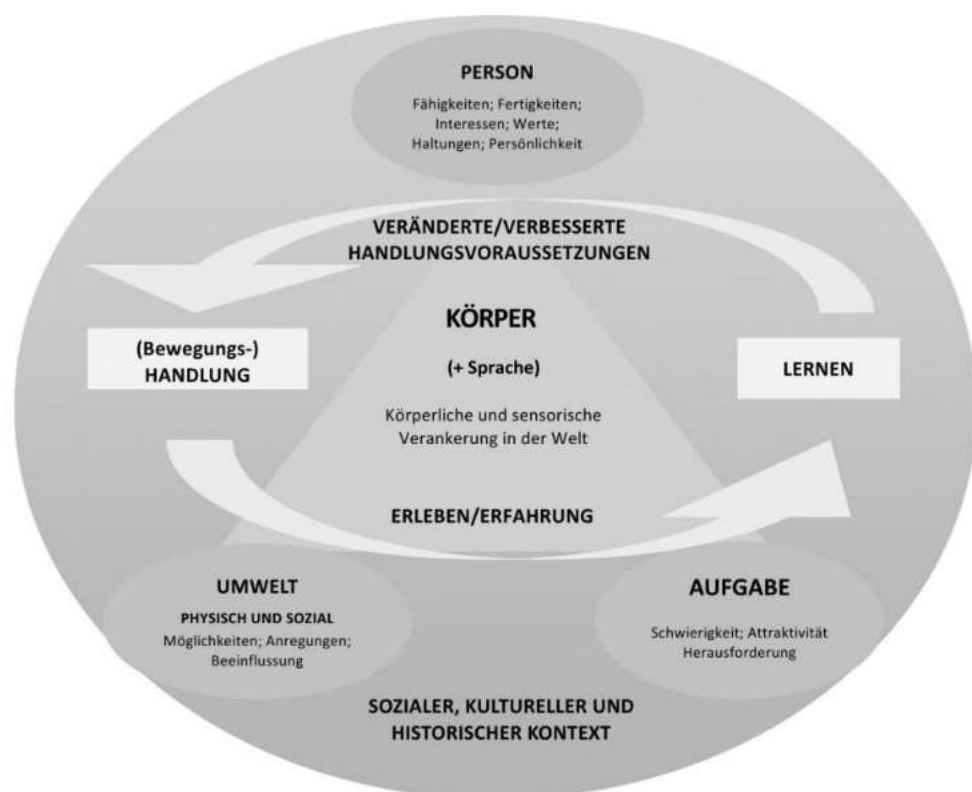 PERSON
Fähigkeiten; Fertigkeiten;
Interessen; Werte;
Haltungen; Persönlichkeit
VERÄNDERTE/VERBESSERTE
HANDLUNGSVORAUSSETZUNGEN
KÖRPER
(+ Sprache)
Körperliche und sensorische
Verankerung in der Welt
(Bewegungs-)
HANDLUNG
LERNEN
ERLEBEN/ERFAHRUNG
UMWELT
PHYSISCH UND SOZIAL
Möglichkeiten; Anregungen;
Beeinflussung
AUFGABE
Schwierigkeit; Attraktivität
Herausforderung
SOZIALER, KULTURELLER UND
HISTORISCHER KONTEXT